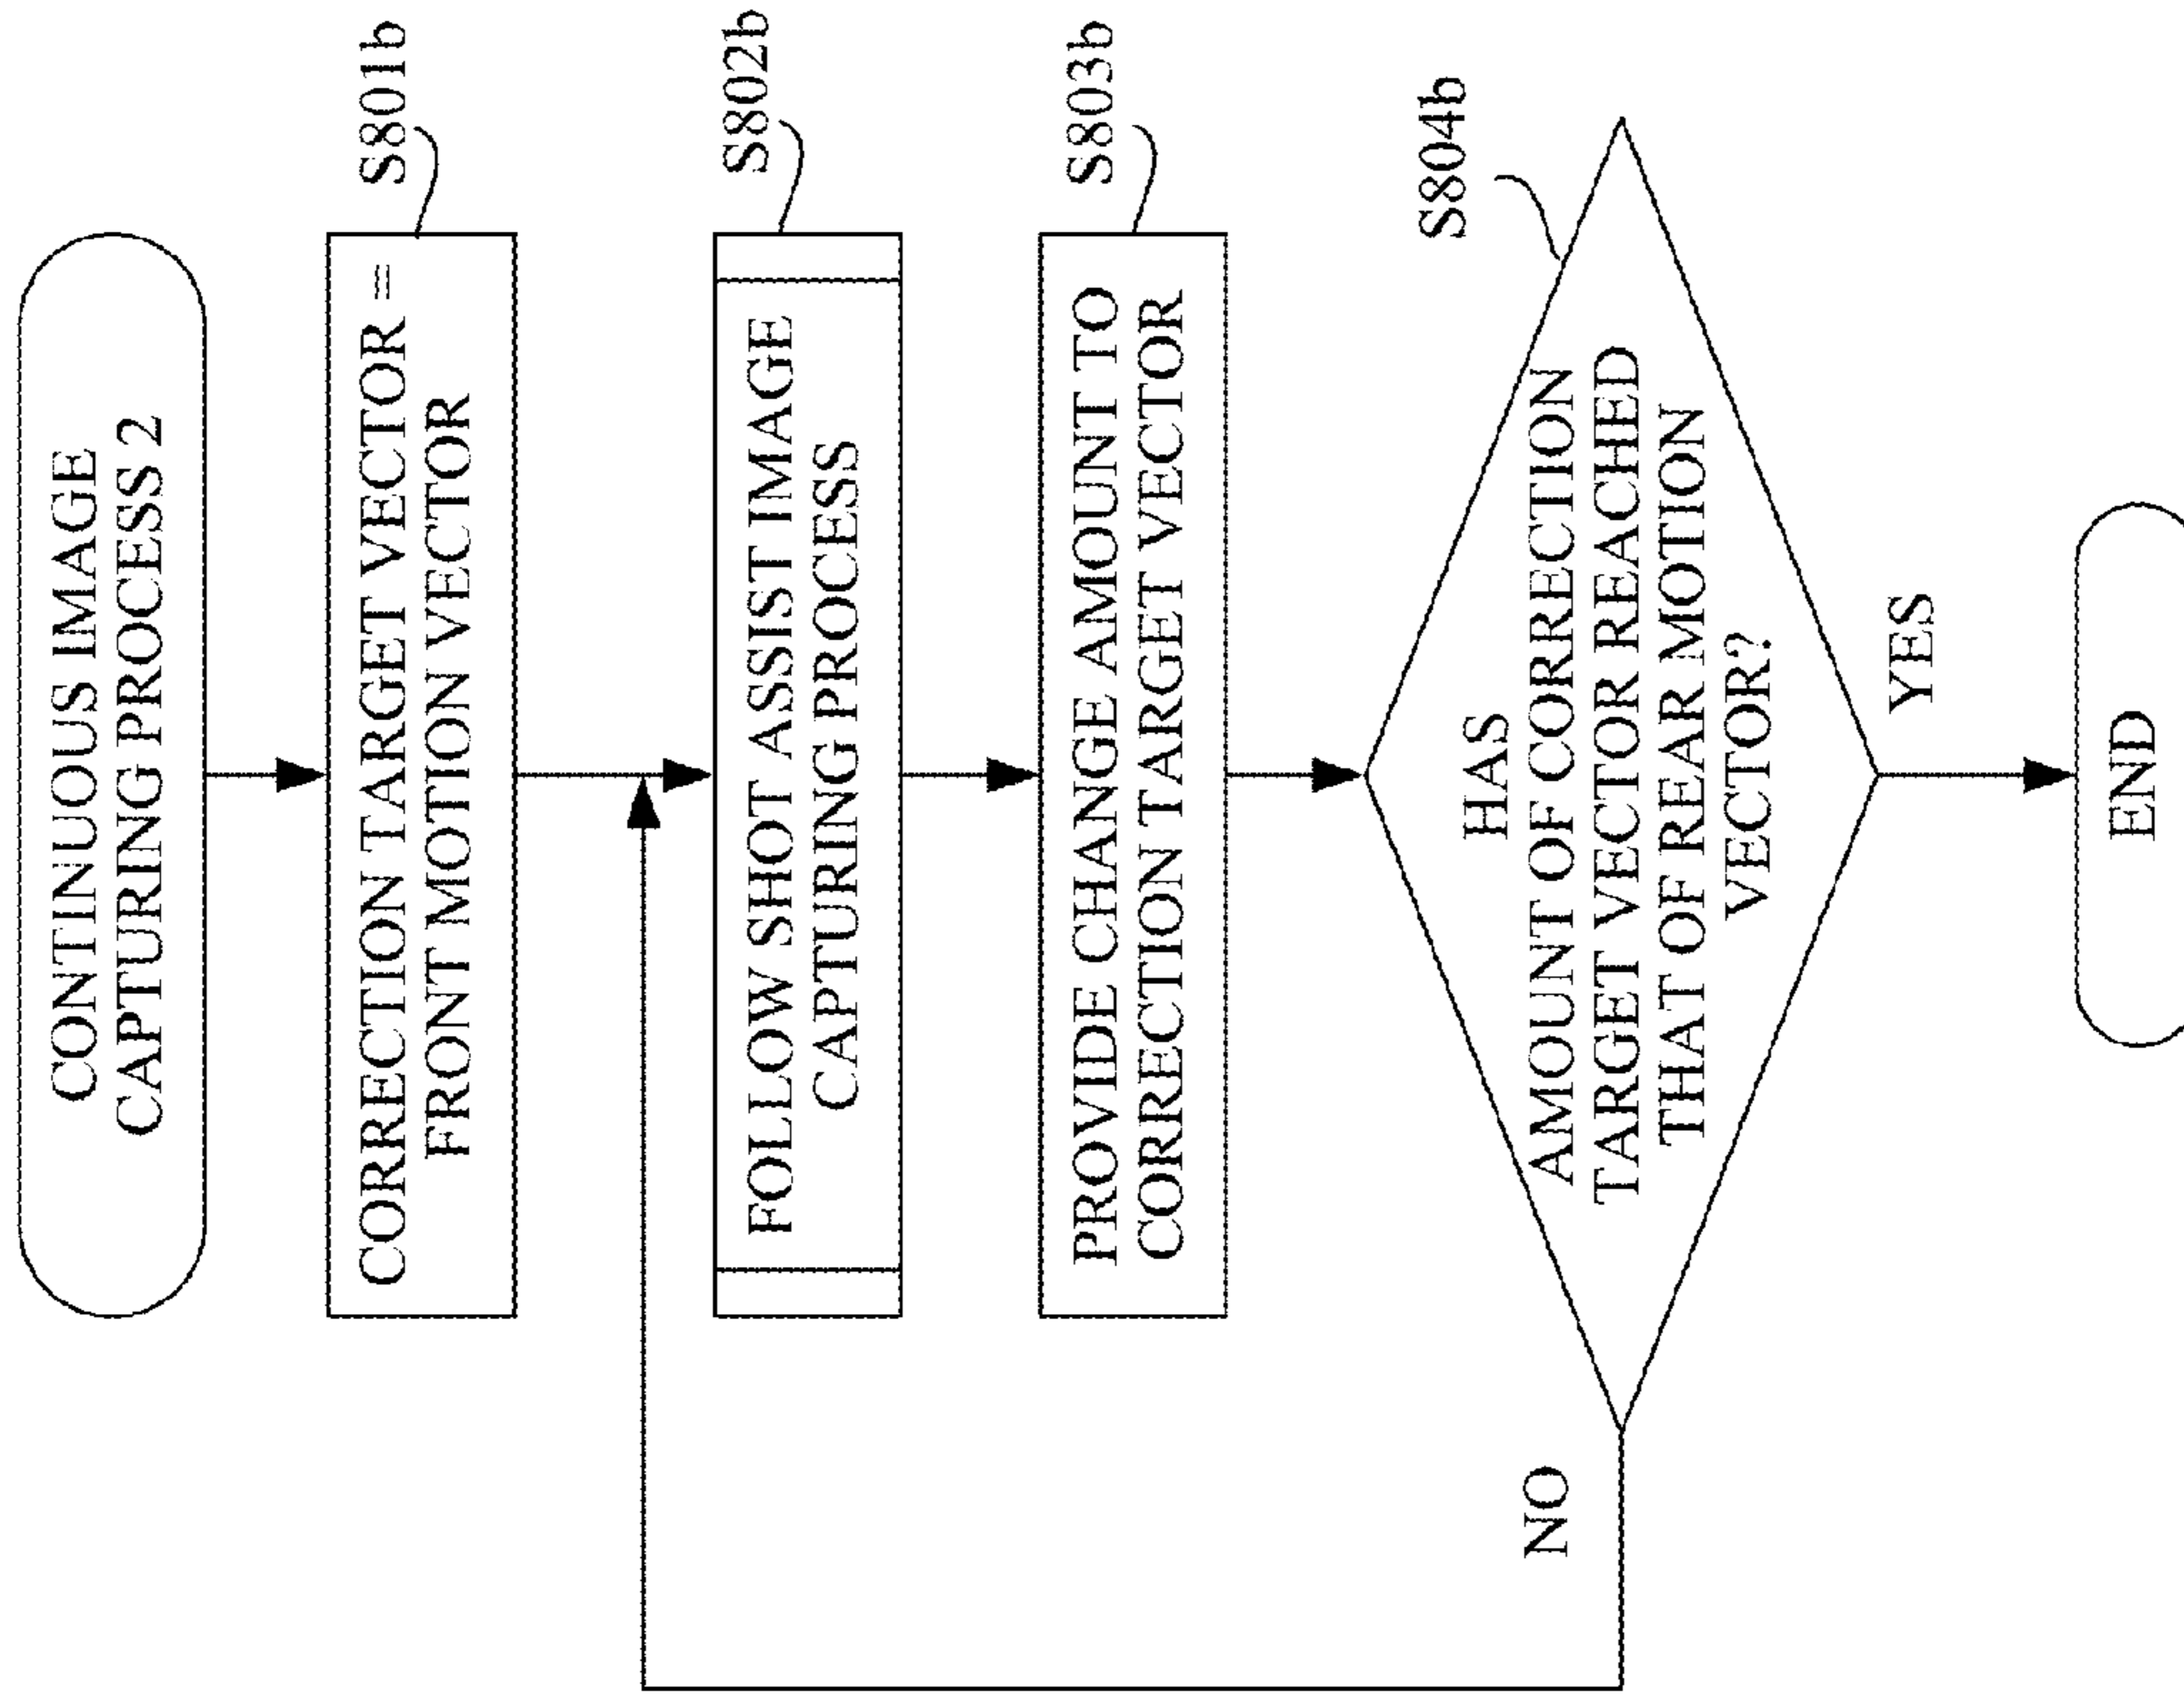 CONTINUOUS IMAGE
CAPTURING PROCESS 2
S801b
CORRECTION TARGET VECTOR =
FRONT MOTION VECTOR
S802b
FOLLOW SHOT ASSIST IMAGE
CAPTURING PROCESS
S803b
PROVIDE CHANGE AMOUNT TO
CORRECTION TARGET VECTOR
S804b
HAS
AMOUNT OF CORRECTION
TARGET VECTOR REACHED
THAT OF REAR MOTION
VECTOR?
NO
YES
END